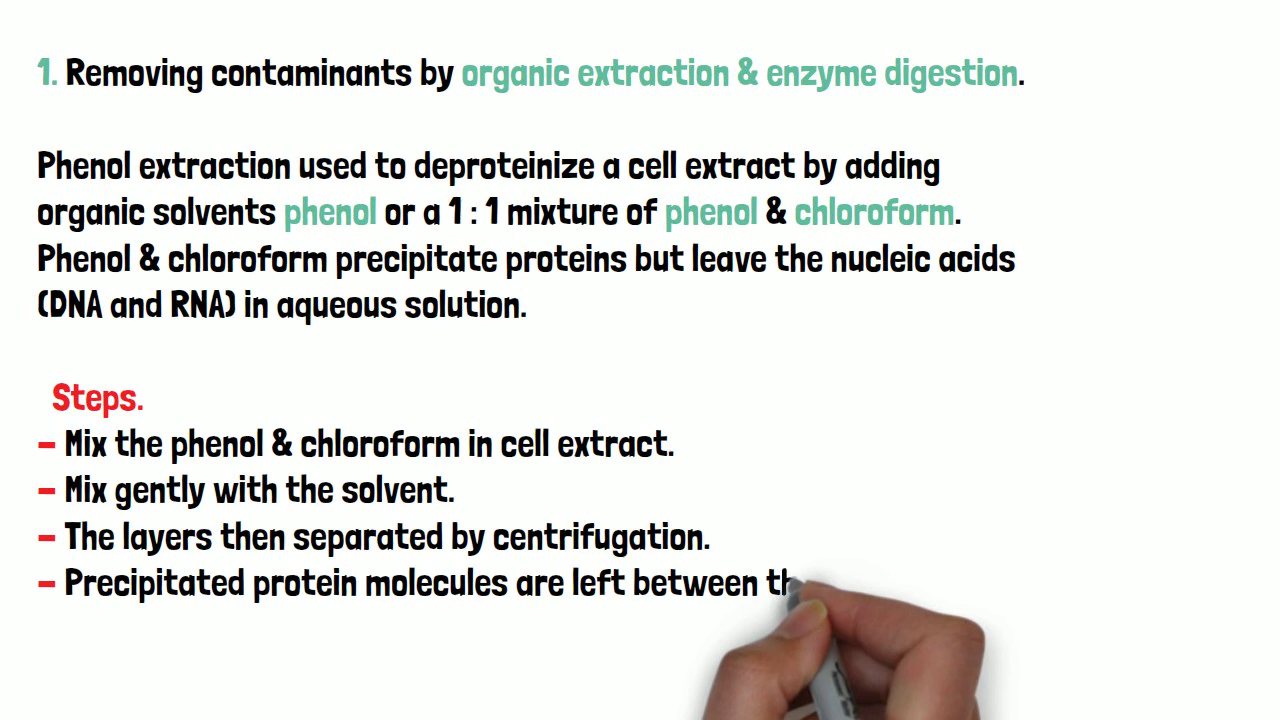 1. Removing contaminants by organic extraction & enzyme digestion.
Phenol extraction used to deproteinize a cell extract by adding
organic solvents phenol or a 1 : 1 mixture of phenol & chloroform.
Phenol & chloroform precipitate proteins but leave the nucleic acids
(DNA and RNA) in aqueous solution.
Steps.
- Mix the phenol & chloroform in cell extract.
- Mix gently with the solvent.
- The layers then separated by centrifugation.
- Precipitated protein molecules are left between